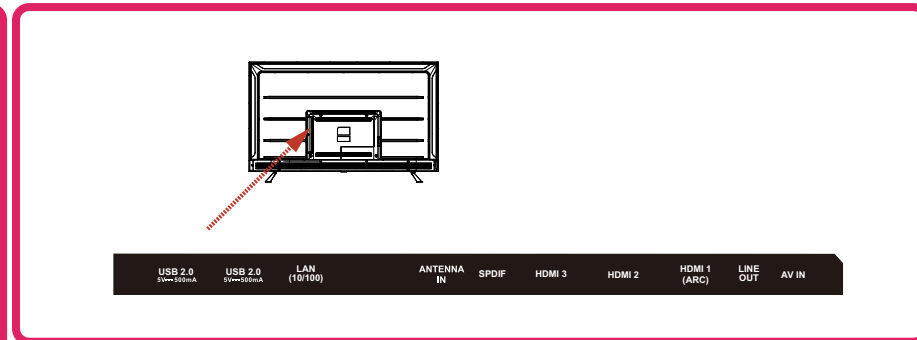 USB 2.0
5V⎓500mA
USB 2.0
5V⎓500mA
LAN
(10/100)
ANTENNA
IN
SPDIF
HDMI 3
HDMI 2
HDMI 1
(ARC)
LINE
OUT
AV IN